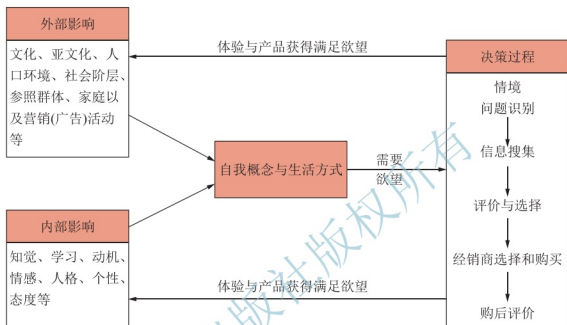 外部影响
文化、亚文化、人
口环境、社会阶层、
参照群体、家庭以
及营销(广告)活动
等
体验与产品获得满足欲望
决策过程
情境
问题识别
信息搜集
评价与选择
经销商选择和购买
购后评价
自我概念与生活方式
需要
欲望
内部影响
知觉、学习、动机、
情感、人格、个性、
态度等
体验与产品获得满足欲望
社版权所有